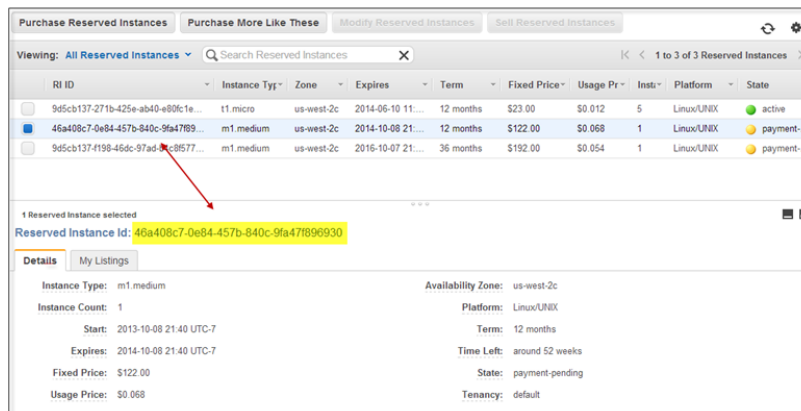 Purchase Reserved Instances Purchase More Like These Modify Reserved Instances Sell Reserved Instances
Viewing: All Reserved Instances Search Reserved Instances X 1 to 3 of 3 Reserved Instances
RI ID Instance Typ Zone Expires Term Fixed Price Usage Pr Insta Platform State
9d5cb137-271b-425e-ab40-e80fc1e... t1.micro us-west-2c 2014-06-10 11:... 12 months $23.00 $0.012 5 Linux/UNIX active
46a408c7-0e84-457b-840c-9fa47f89... m1.medium us-west-2c 2014-10-08 21:... 12 months $122.00 $0.068 1 Linux/UNIX payment-
9d5cb137-f198-46dc-97ad- m1.medium us-west-2c 2016-10-07 21:... 36 months $192.00 $0.054 1 Linux/UNIX payment-
1 Reserved Instance selected
Reserved Instance Id: 46a408c7-0e84-457b-840c-9fa47f896930
Details My Listings
Instance Type: m1.medium Availability Zone: us-west-2c
Instance Count: 1 Platform: Linux/UNIX
Start: 2013-10-08 21:40 UTC-7 Term: 12 months
Expires: 2014-10-08 21:40 UTC-7 Time Left: around 52 weeks
Fixed Price: $122.00 State: payment-pending
Usage Price: $0.068 Tenancy: default